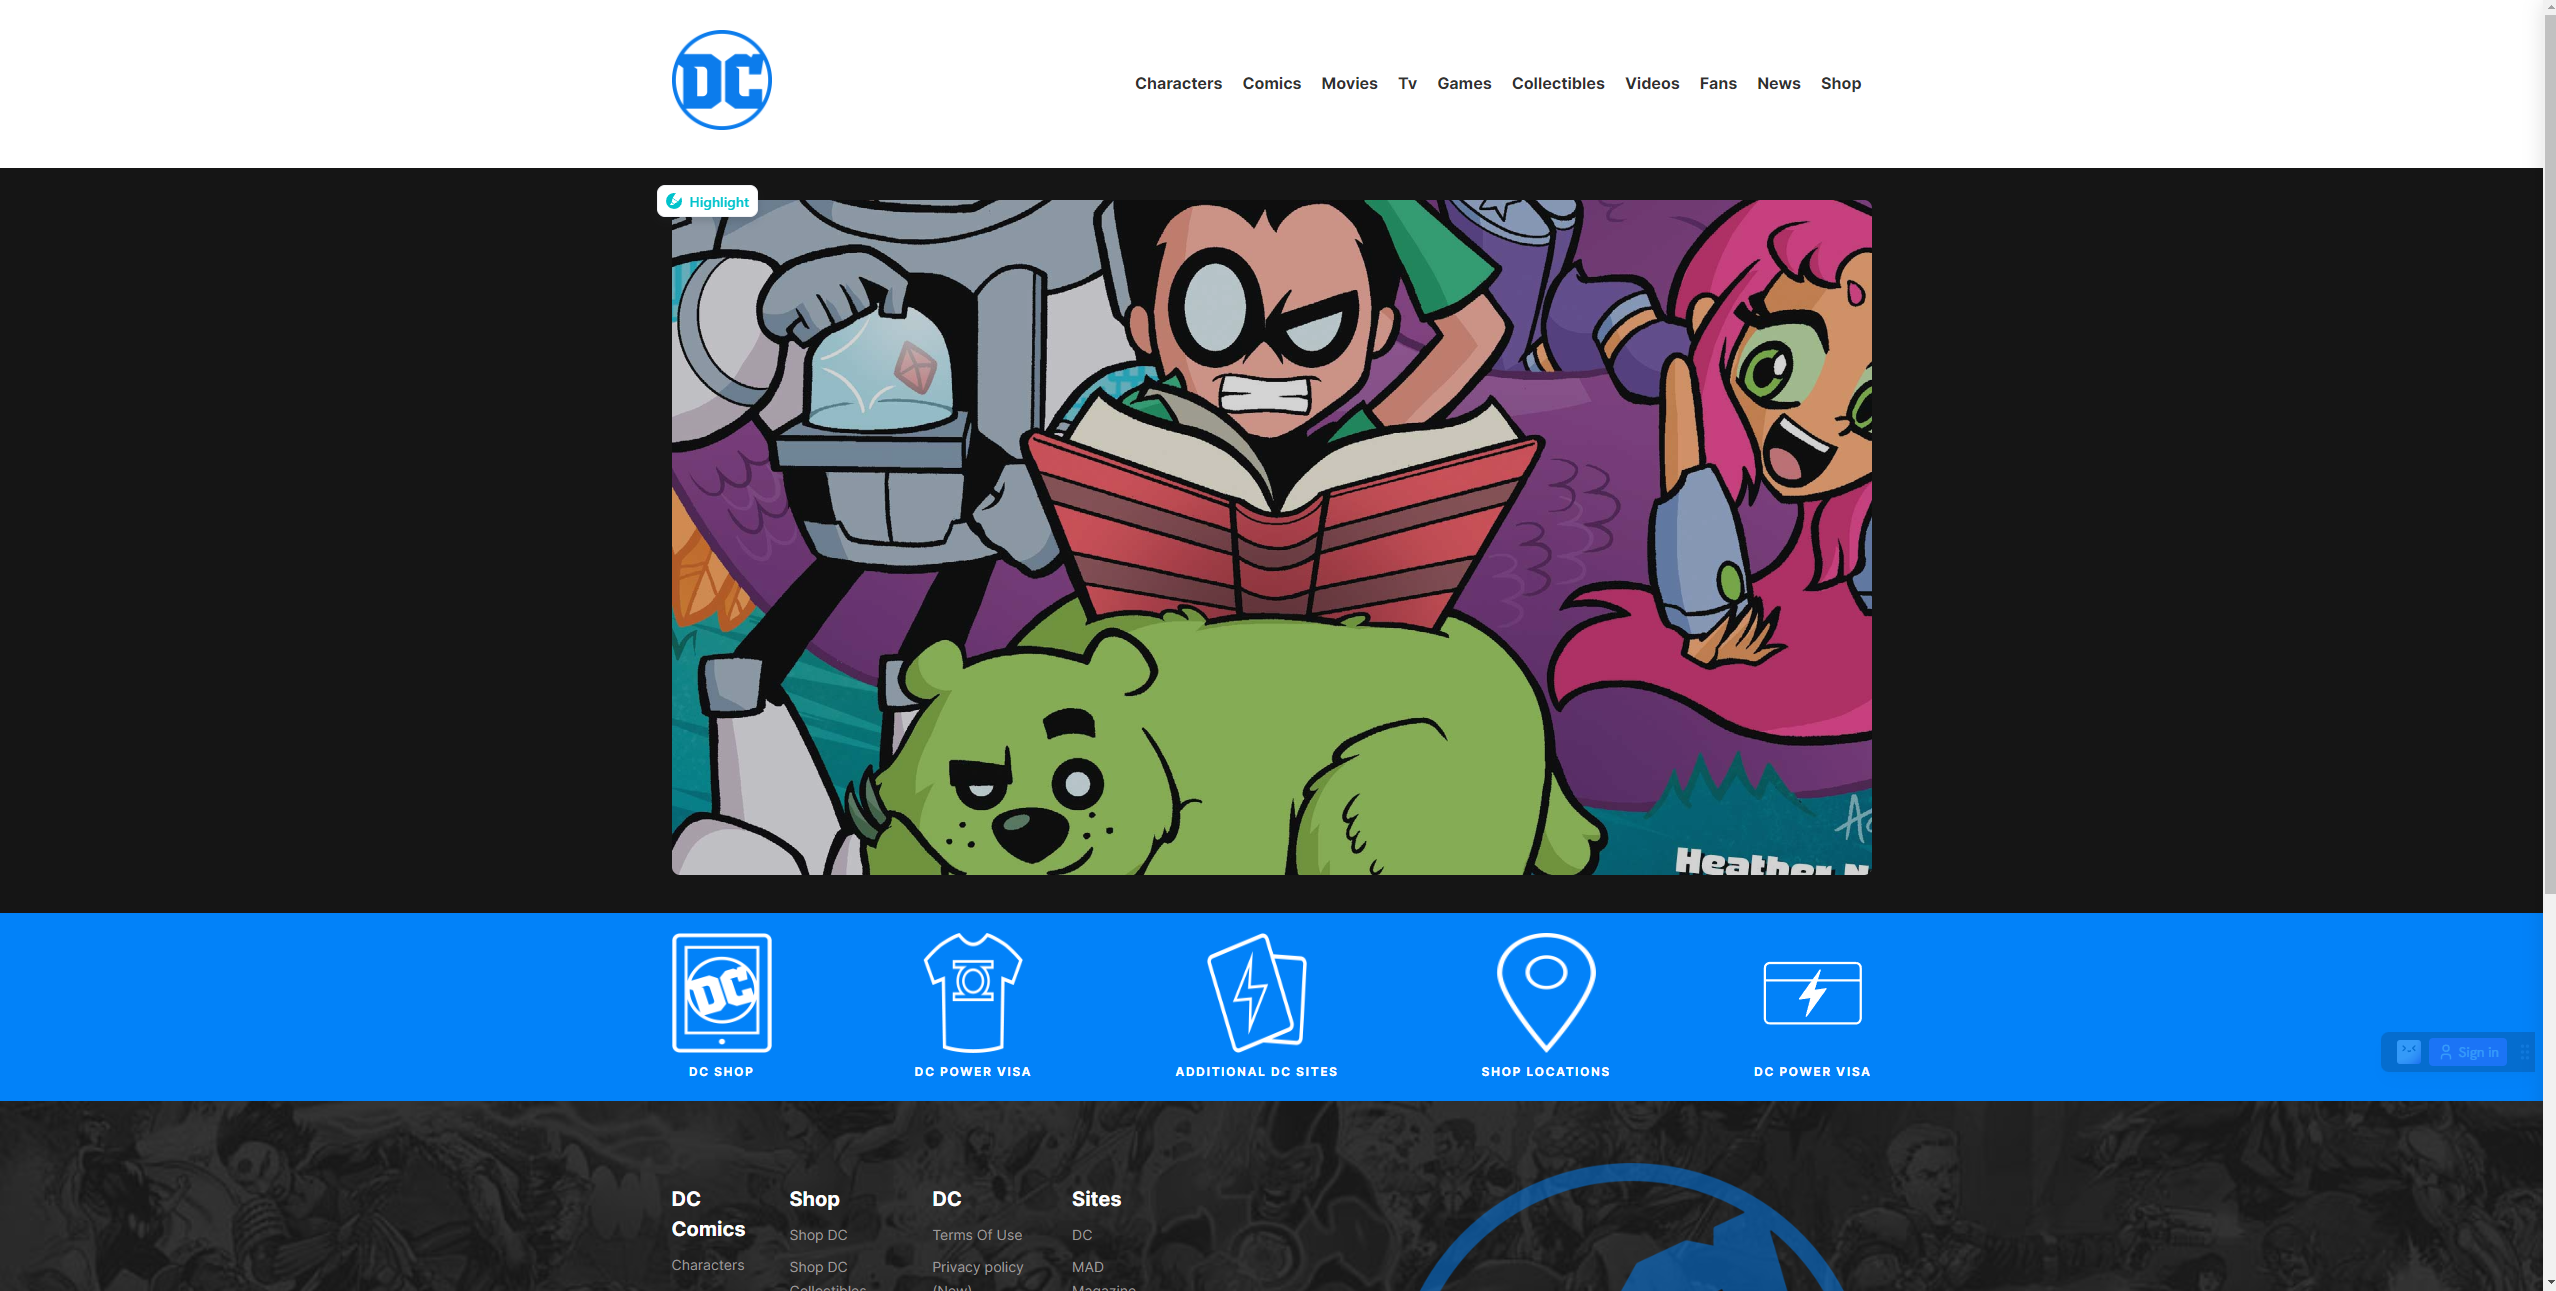 DC
Characters Comics Movies Tv Games Collectibles Videos Fans News Shop
Highlight
Heather N
DC
Sign in
DC SHOP DC POWER VISA ADDITIONAL DC SITES SHOP LOCATIONS DC POWER VISA
DC Comics
Characters
Shop
Shop DC
Shop DC
Collectibles
DC
Terms Of Use
Privacy policy
(New)
Sites
DC
MAD
Magazine